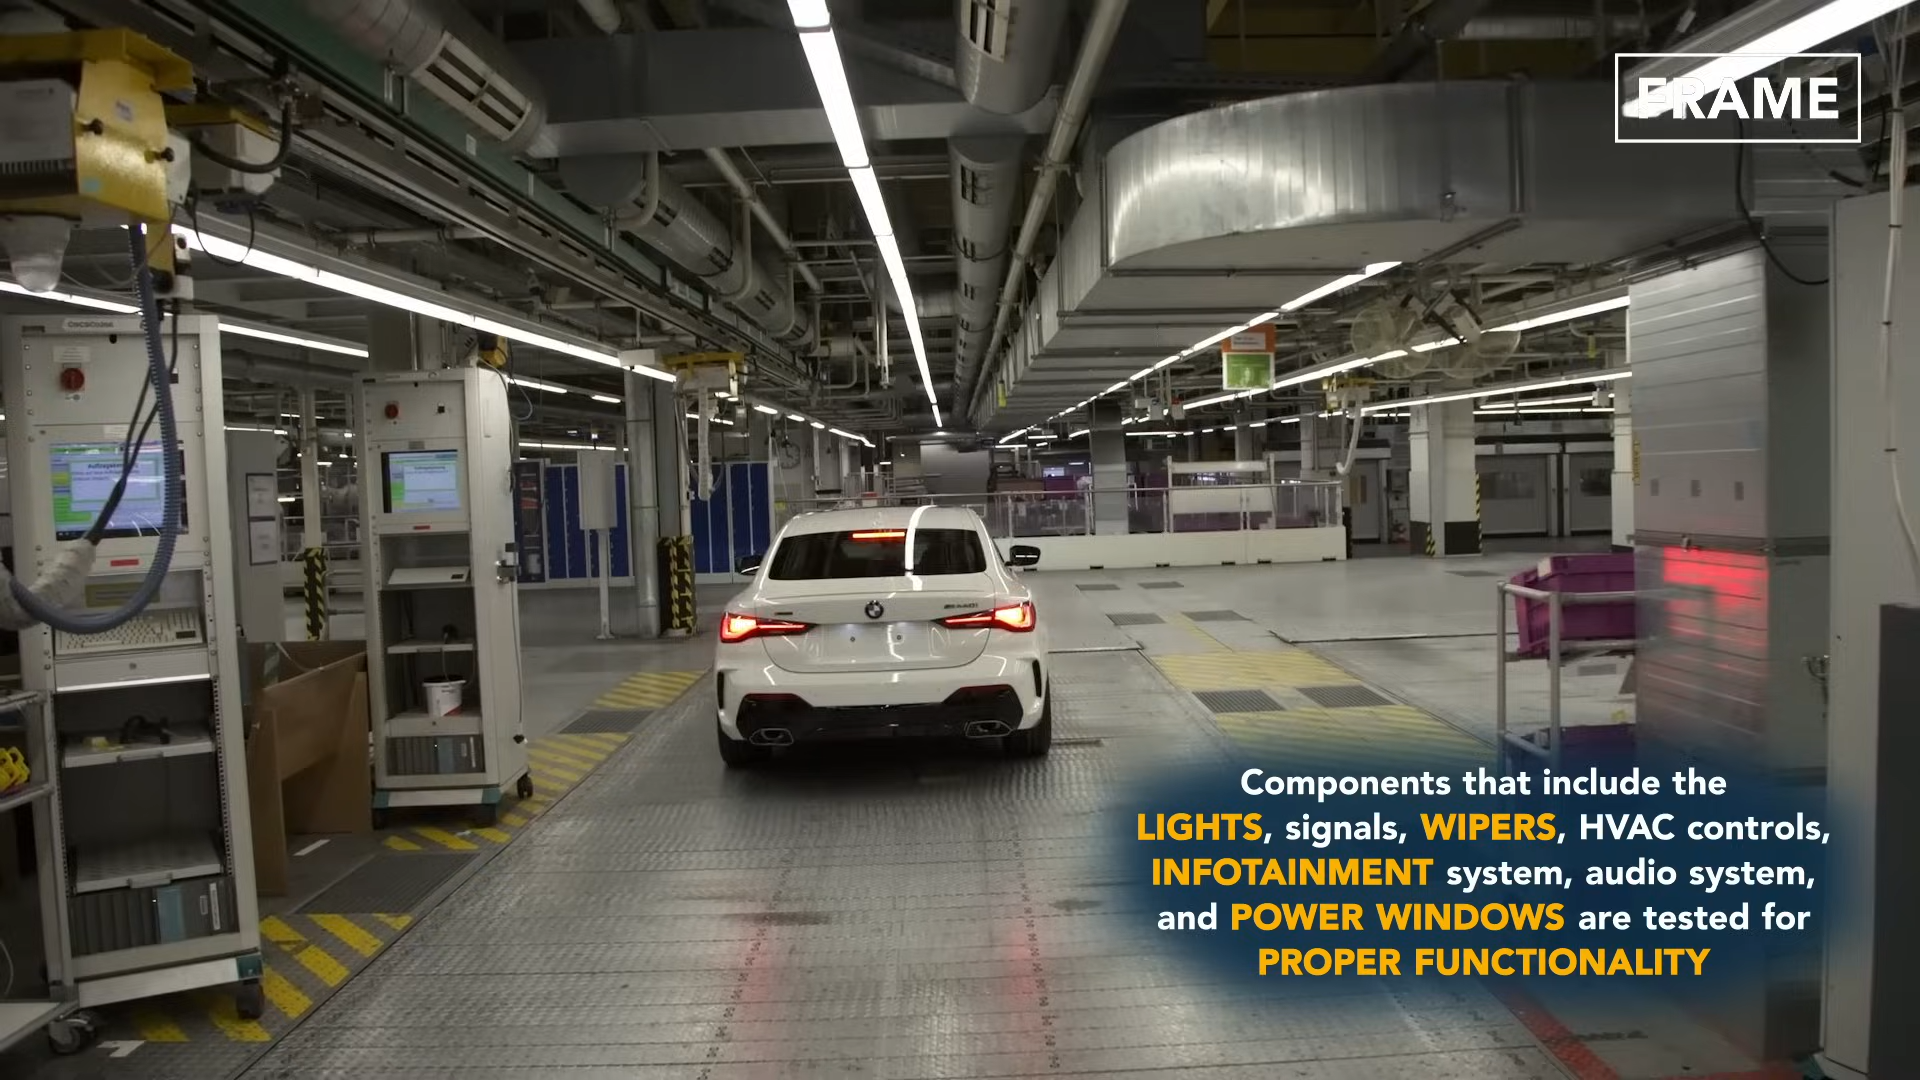 FRAME
M440i
Components that include the
LIGHTS, signals, WIPERS, HVAC controls,
INFOTAINMENT system, audio system,
and POWER WINDOWS are tested for
PROPER FUNCTIONALITY